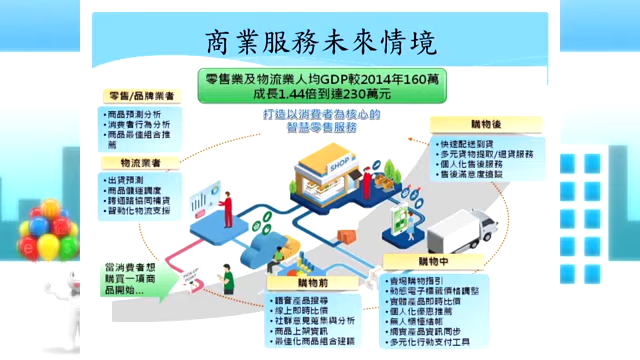 商業服務未來情境
零售業及物流業人均GDP較2014年160萬
成長1.44倍到達230萬元
打造以消費者為核心的
智慧零售服務
零售/品牌業者
•商品預測分析
•消費者行為分析
•商品最佳組合推
薦
物流業者
•出貨預測
•商品儲運調度
•跨通路協同補貨
•智動化物流支援
SHOP
購物後
•快速配送到貨
•多元貨物提取/退貨服務
•個人化售後服務
•售後滿意度追蹤
當消費者想
購買一項商
品開始...
購物前
•語音產品搜尋
•線上即時比價
•社群意見蒐集與分析
•商品上架資訊
•最佳化商品組合建議
購物中
•賣場購物指引
•動態電子標籤價格調整
•實體產品即時比價
•個人化優惠推薦
•無人櫃檯結帳
•網實產品資訊同步
•多元化行動支付工具